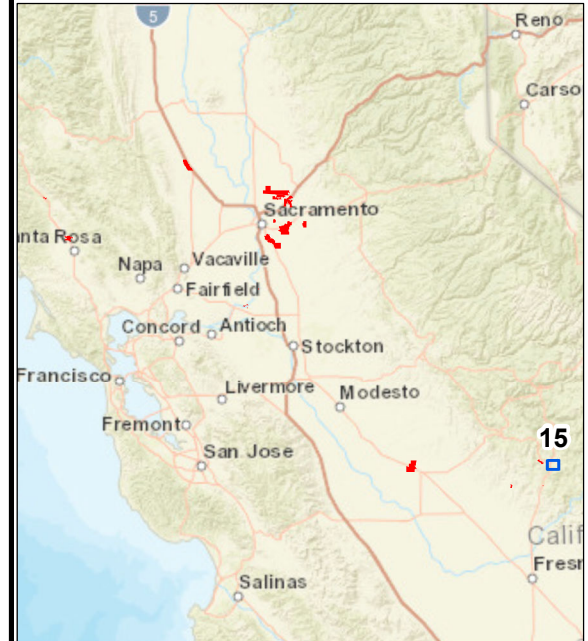 5
Reno
Carso
Sacramento
nta Rosa
Vacaville
Napa
Fairfield
Concord
Antioch
Stockton
Francisco
Livermore
Modesto
Fremont
15
San Jose
Calif
Fresr
Salinas